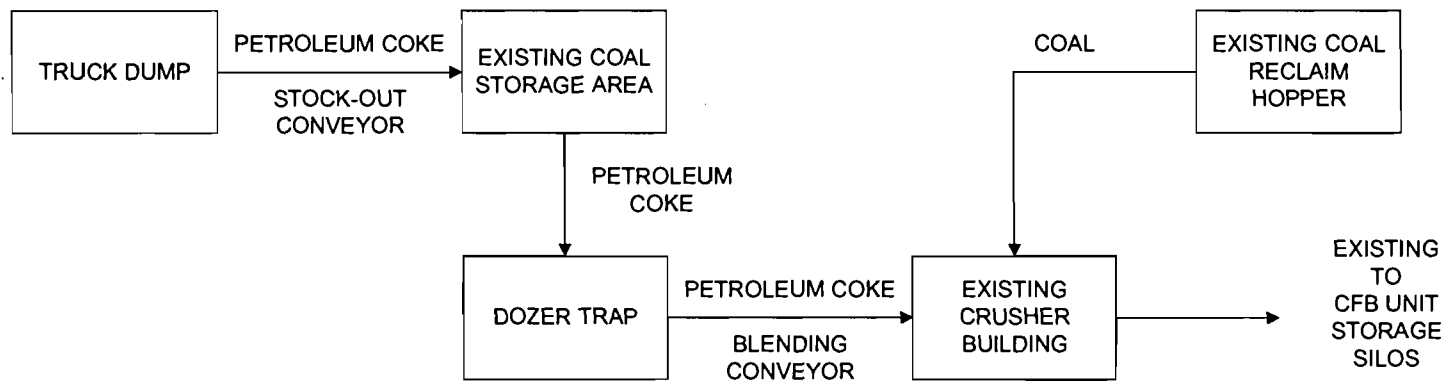 TRUCK DUMP
PETROLEUM COKE
STOCK-OUT
CONVEYOR
EXISTING COAL
STORAGE AREA
COAL
EXISTING COAL
RECLAIM
HOPPER
PETROLEUM
COKE
DOZER TRAP
PETROLEUM COKE
BLENDING
CONVEYOR
EXISTING
CRUSHER
BUILDING
EXISTING
TO
CFB UNIT
STORAGE
SILOS